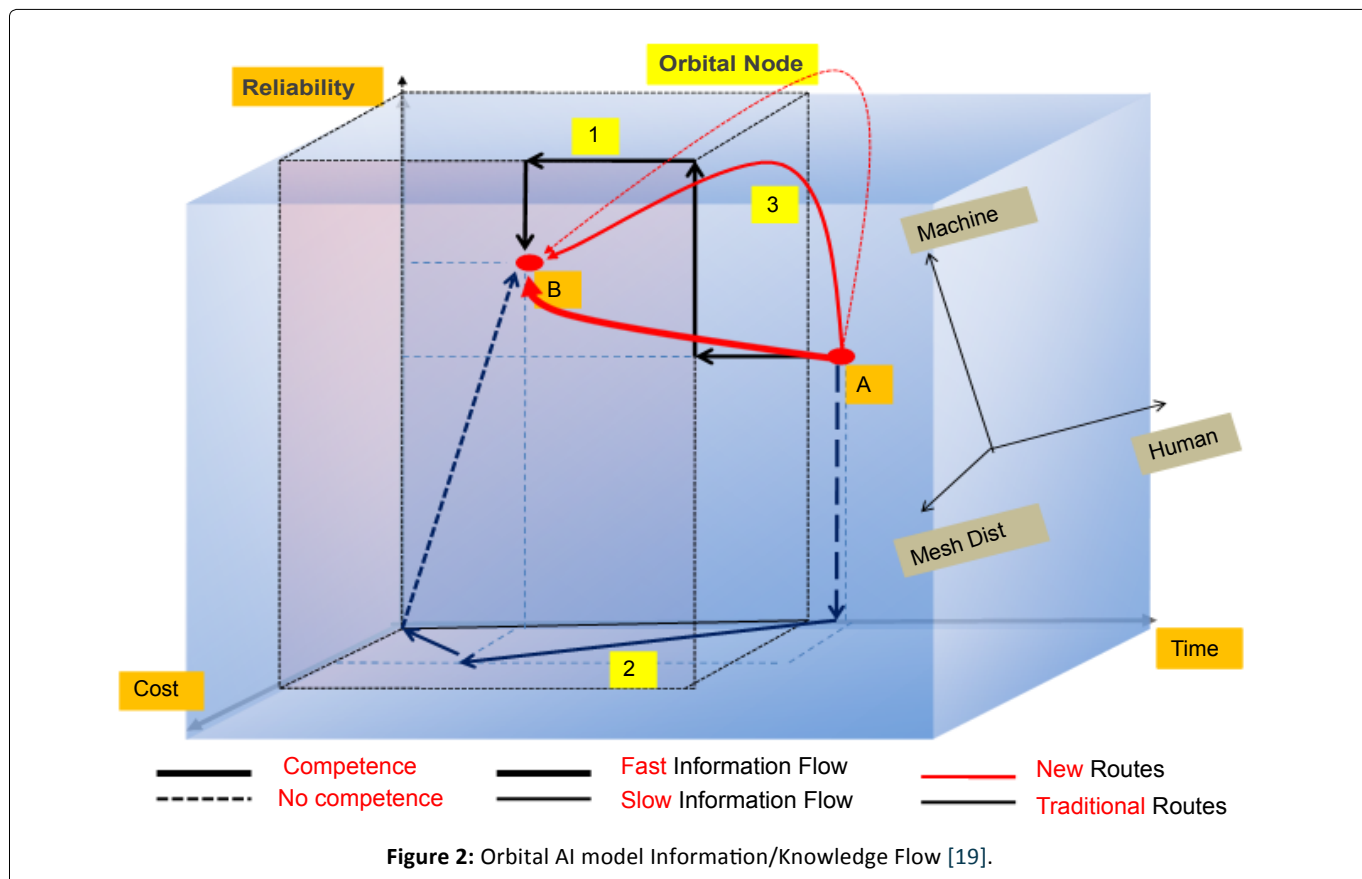 Orbital Node
Reliability
1
3
Machine
B
A
Human
Mesh Dist
2
Time
Cost
Competence
Fast Information Flow
New Routes
No competence
Slow Information Flow
Traditional Routes
Figure 2: Orbital AI model Information/Knowledge Flow [19].